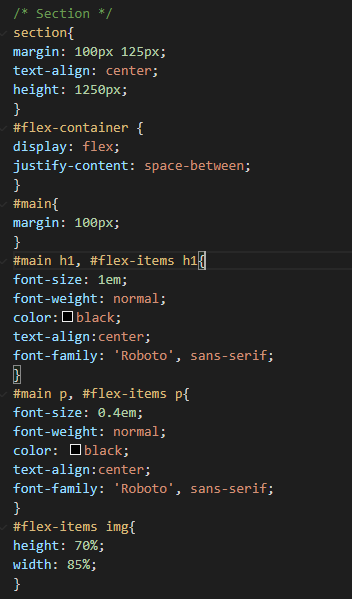 /* Section */
section{
margin: 100px 125px;
text-align: center;
height: 1250px;
}
#flex-container {
display: flex;
justify-content: space-between;
}
#main{
margin: 100px;
}
#main h1, #flex-items h1{
font-size: 1em;
font-weight: normal;
color:black;
text-align:center;
font-family: 'Roboto', sans-serif;
}
#main p, #flex-items p{
font-size: 0.4em;
font-weight: normal;
color: black;
text-align:center;
font-family: 'Roboto', sans-serif;
}
#flex-items img{
height: 70%;
width: 85%;
}